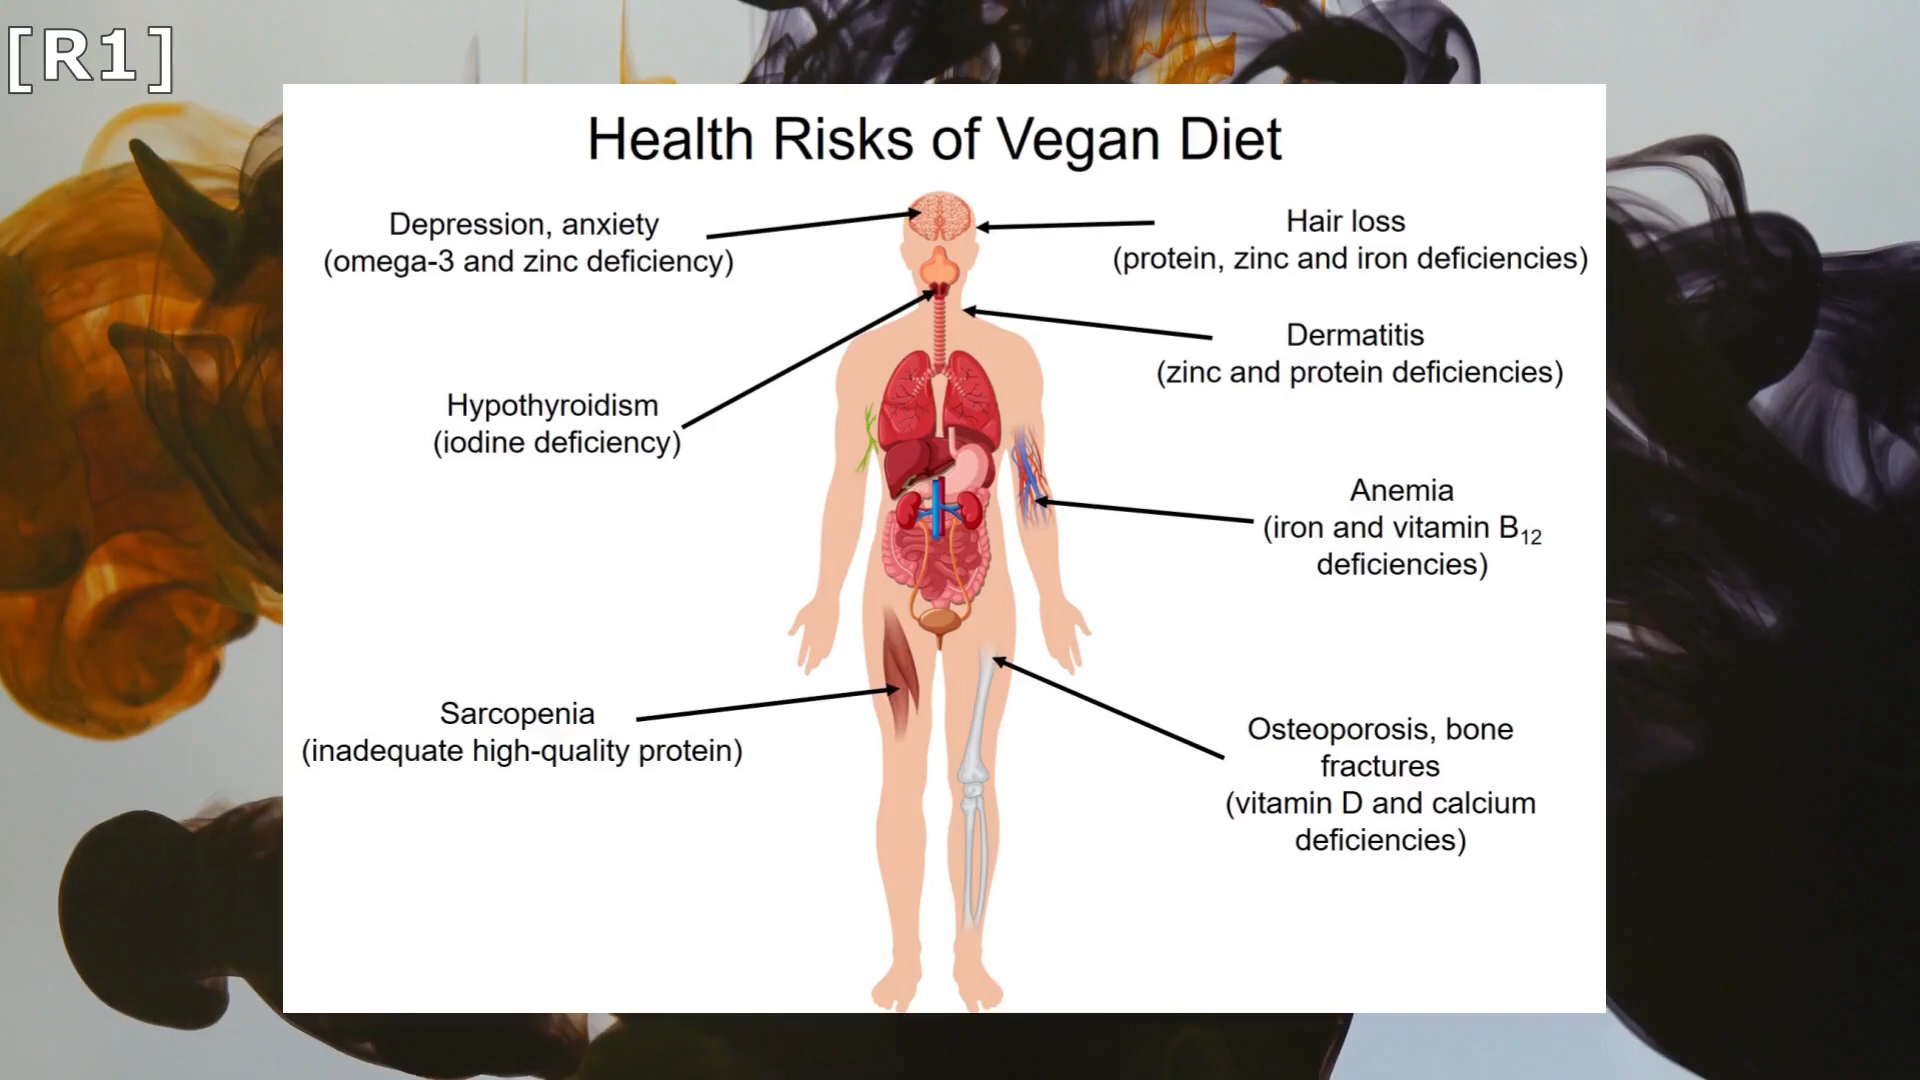 [R1]
Health Risks of Vegan Diet
Depression, anxiety
(omega-3 and zinc deficiency)
Hair loss
(protein, zinc and iron deficiencies)
Dermatitis
(zinc and protein deficiencies)
Hypothyroidism
(iodine deficiency)
Anemia
(iron and vitamin B₁₂
deficiencies)
Sarcopenia
(inadequate high-quality protein)
Osteoporosis, bone
fractures
(vitamin D and calcium
deficiencies)